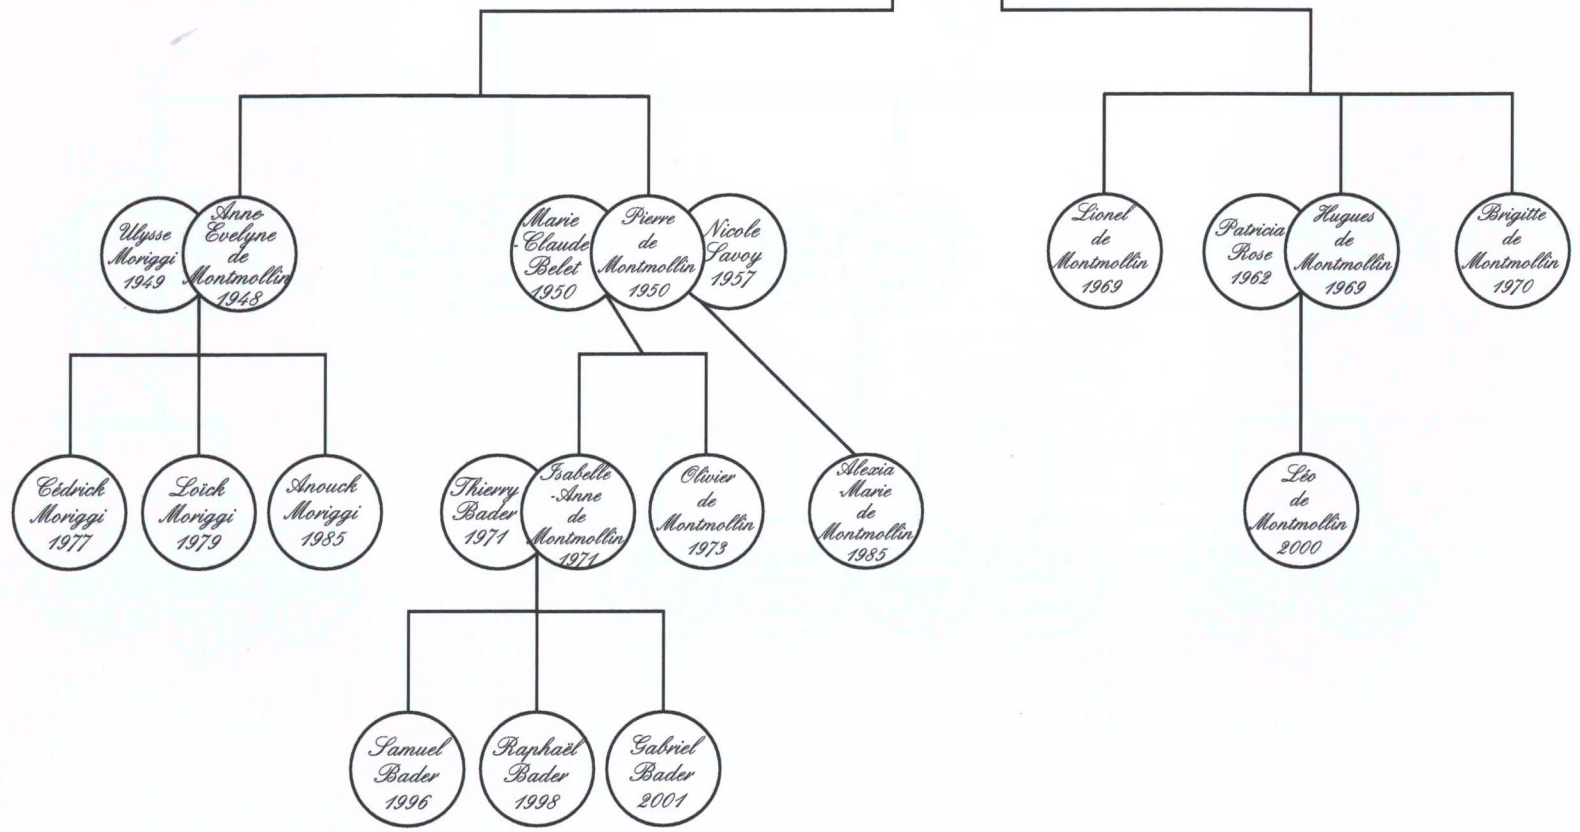 Ulysse
Moriggi
1949
Anne
Evelyne
de
Montmollin
1948
Marie
-Claude
Belet
1950
Pierre
de
Montmollin
1950
Nicole
Savoy
1957
Lionel
de
Montmollin
1969
Patricia
Rose
1962
Hugues
de
Montmollin
1969
Brigitte
de
Montmollin
1970
Cédrick
Moriggi
1977
Loïck
Moriggi
1979
Anouck
Moriggi
1985
Thierry
Bader
1971
Isabelle
-Anne
de
Montmollin
1971
Olivier
de
Montmollin
1973
Alexia
Marie
de
Montmollin
1985
Léo
de
Montmollin
2000
Samuel
Bader
1996
Raphaël
Bader
1998
Gabriel
Bader
2001